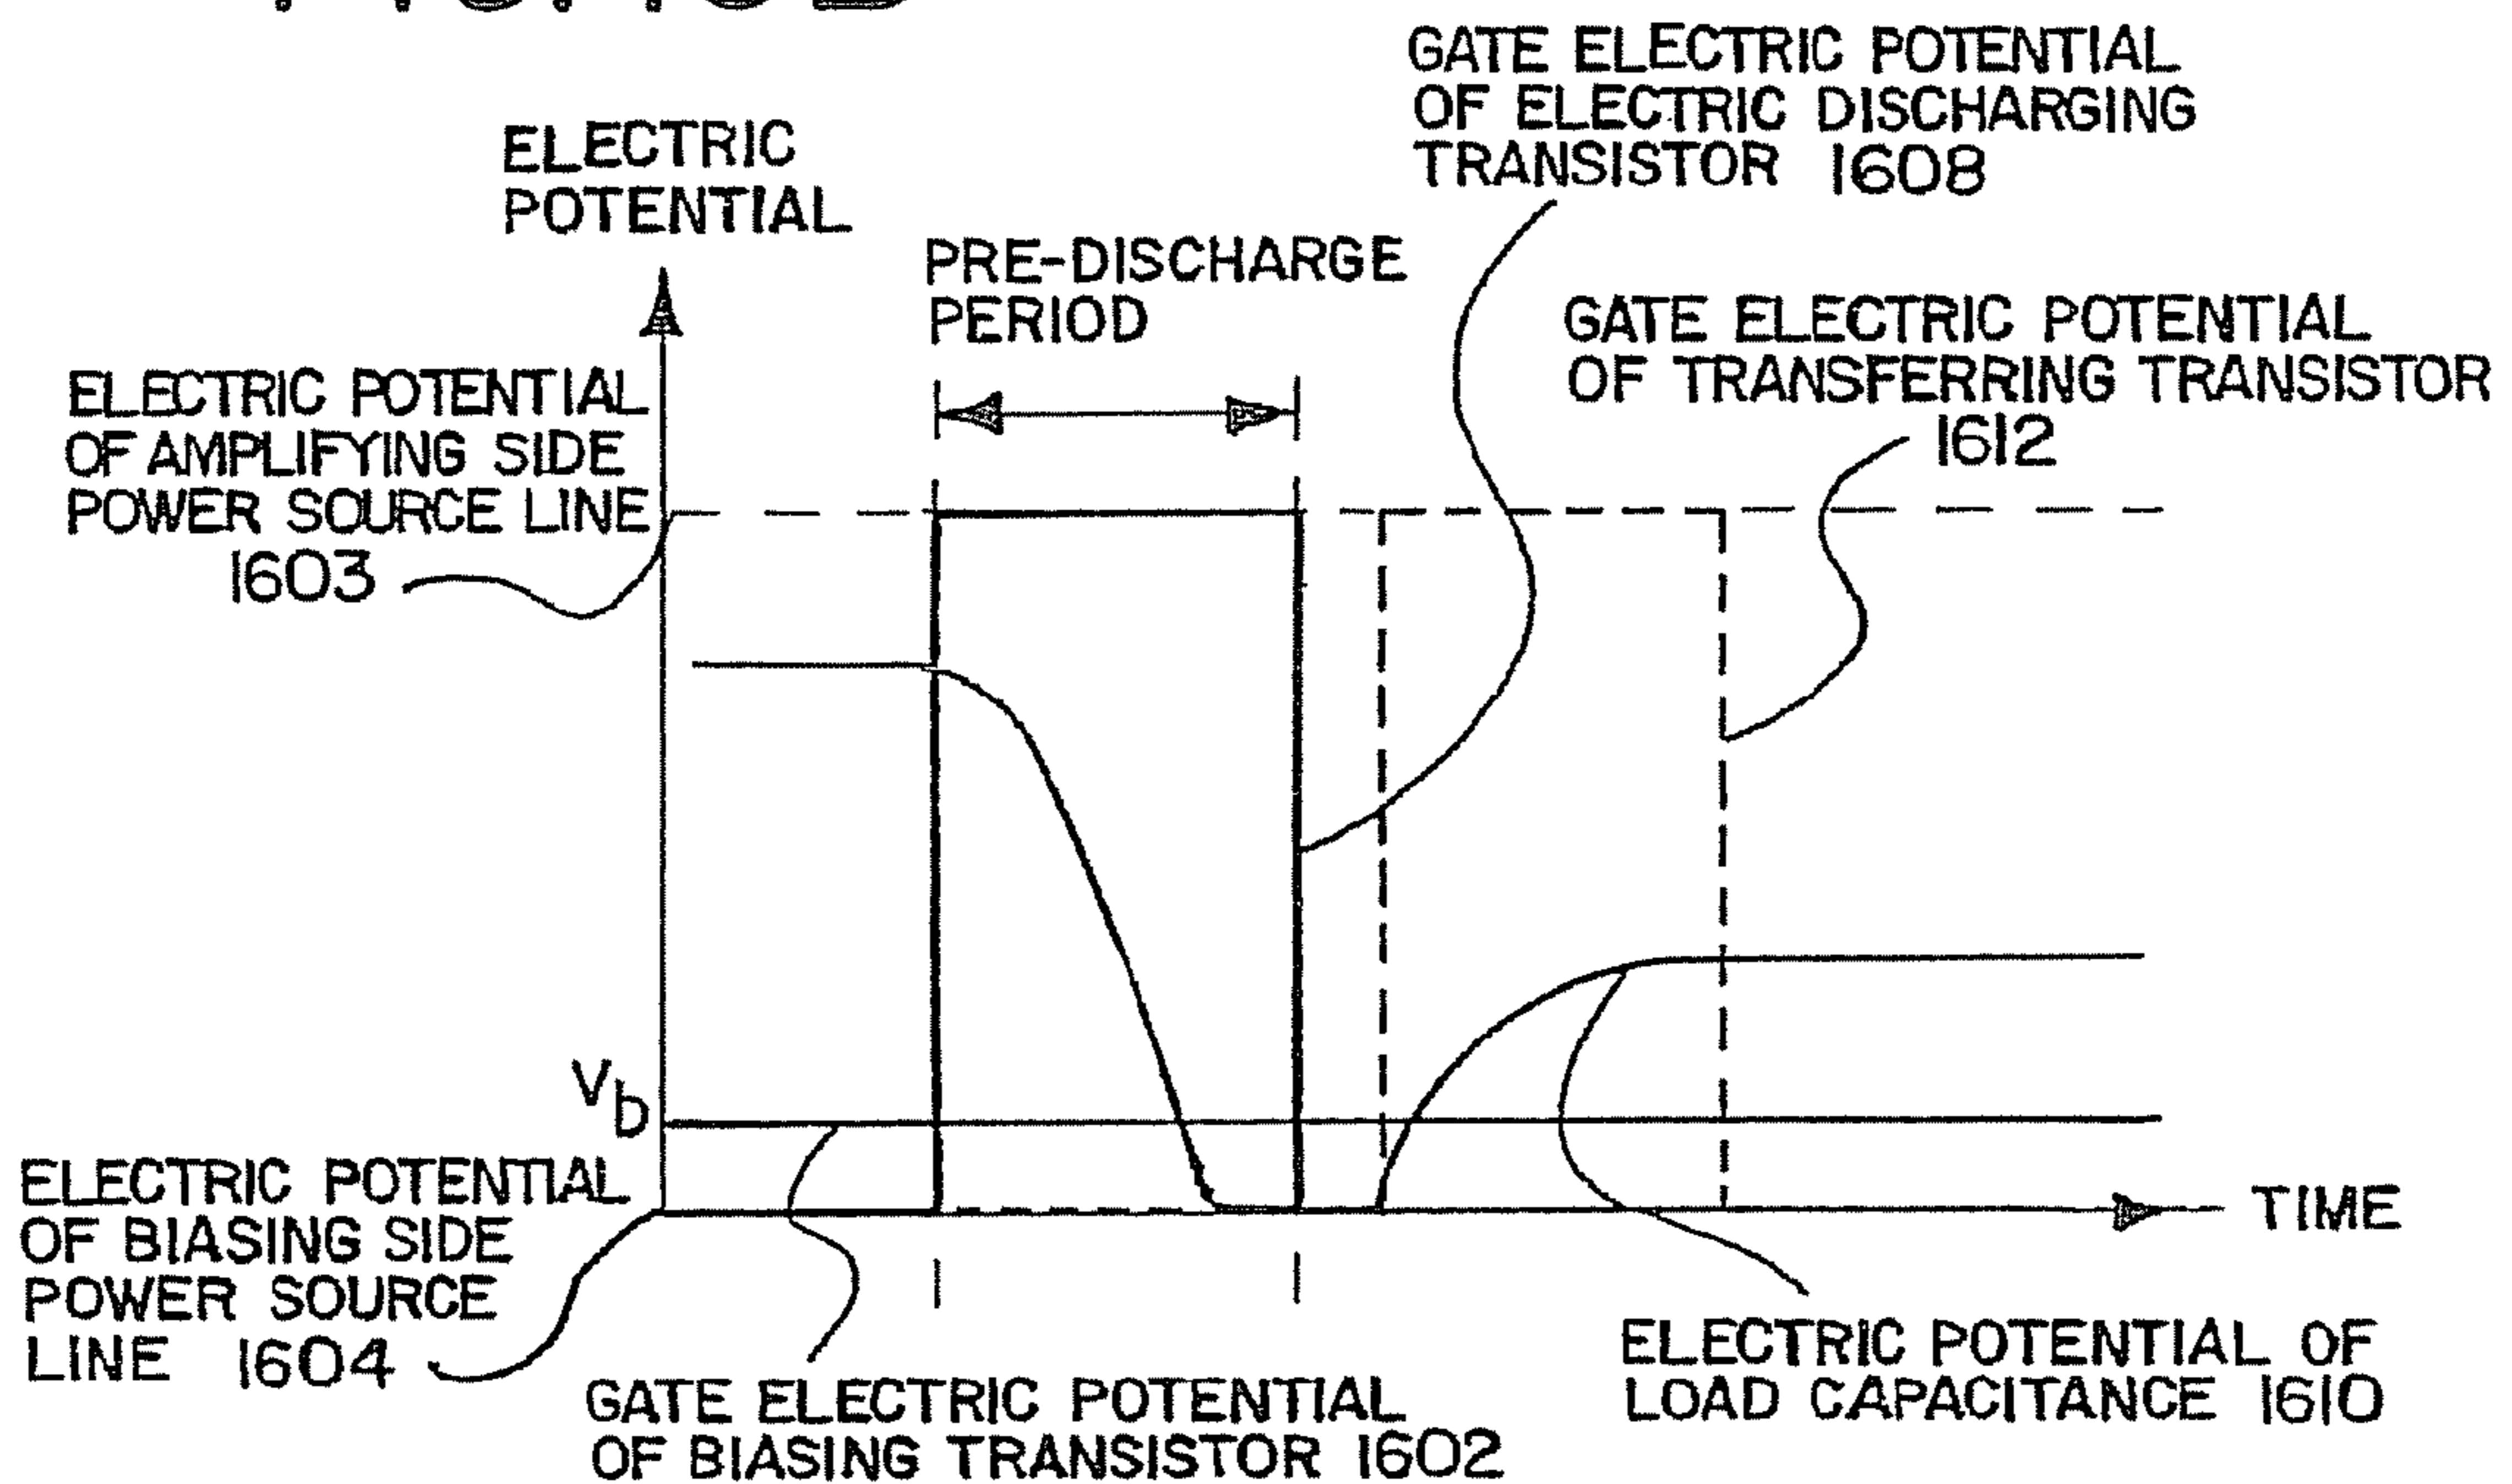 GATE ELECTRIC POTENTIAL
OF ELECTRIC DISCHARGING
TRANSISTOR 1608
ELECTRIC
POTENTIAL
PRE-DISCHARGE
PERIOD
GATE ELECTRIC POTENTIAL
OF TRANSFERRING TRANSISTOR
1612
ELECTRIC POTENTIAL
OF AMPLIFYING SIDE
POWER SOURCE LINE
1603
Vb
ELECTRIC POTENTIAL
OF BIASING SIDE
POWER SOURCE
LINE 1604
TIME
GATE ELECTRIC POTENTIAL
OF BIASING TRANSISTOR 1602
ELECTRIC POTENTIAL OF
LOAD CAPACITANCE 1610